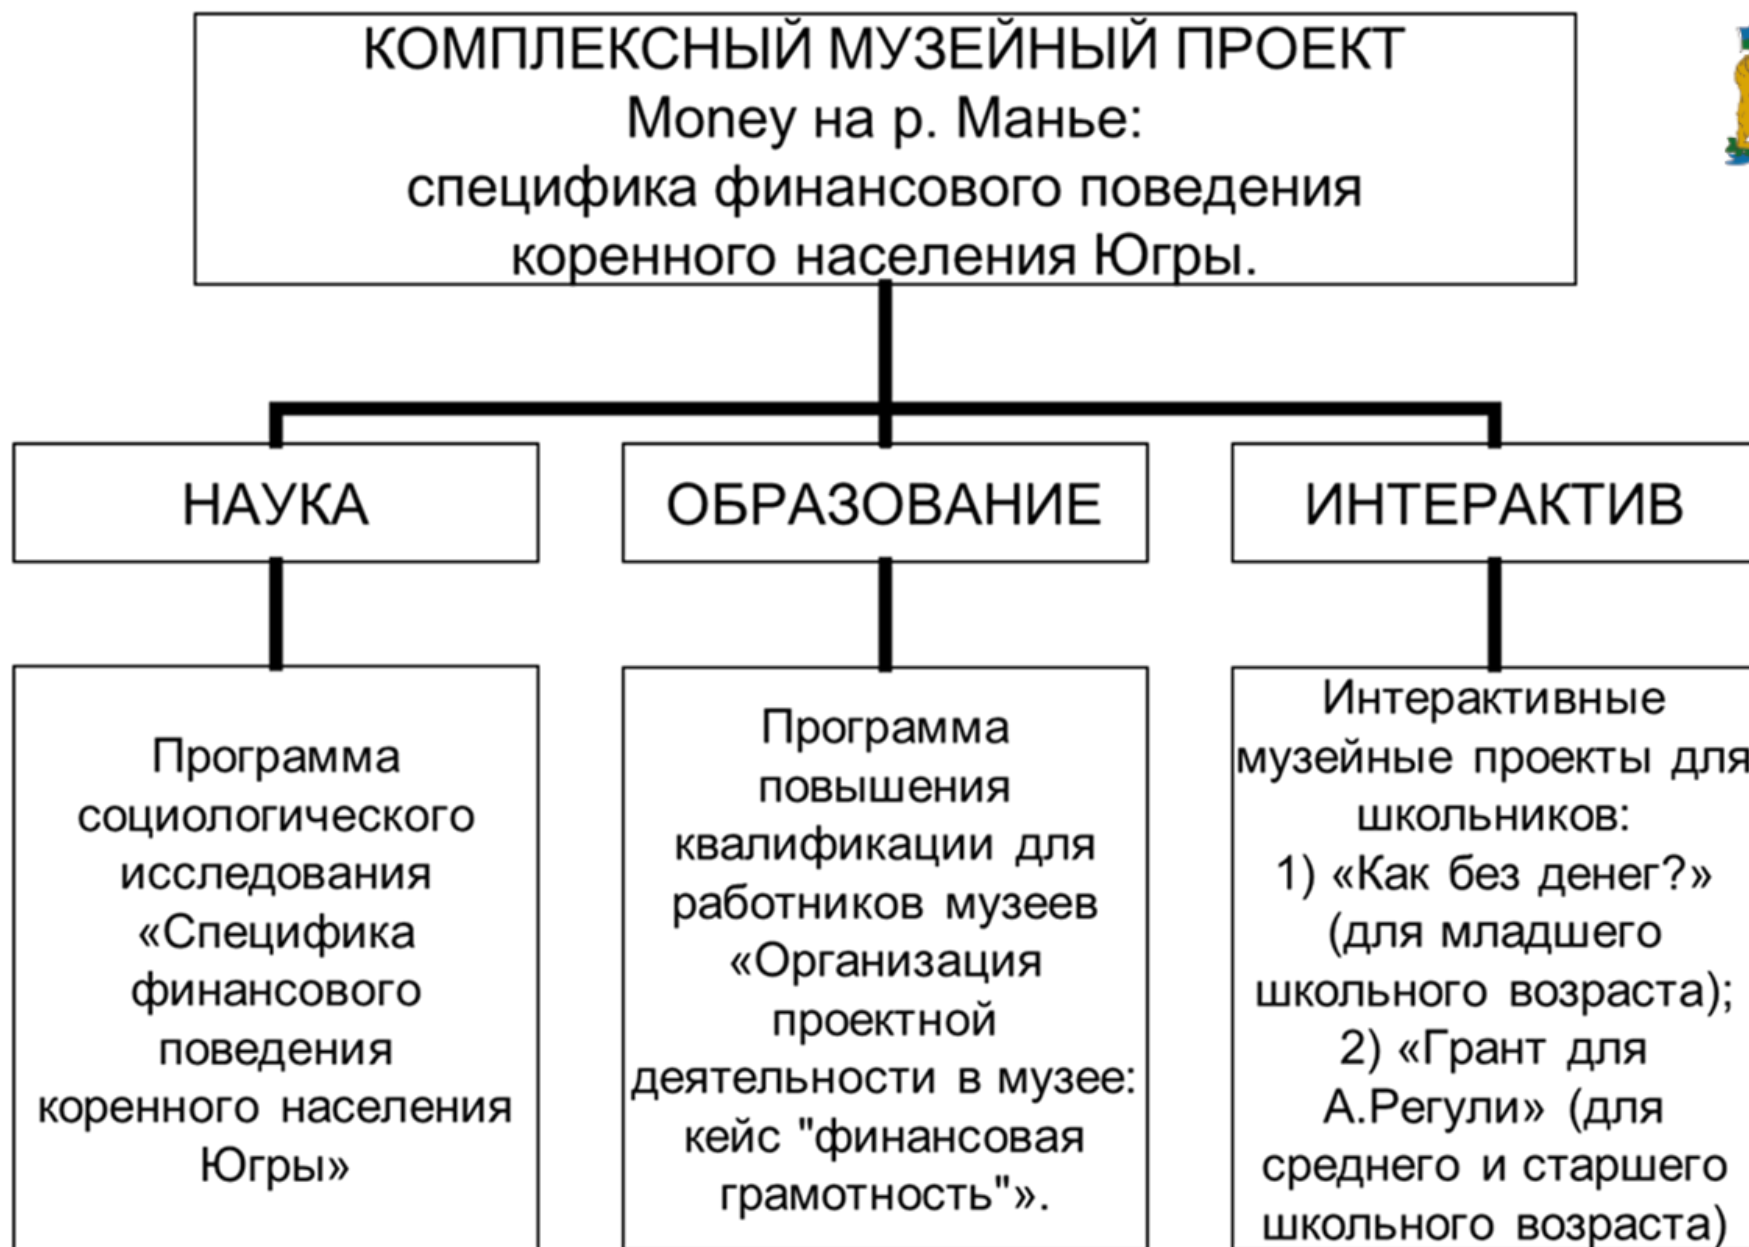 КОМПЛЕКСНЫЙ МУЗЕЙНЫЙ ПРОЕКТ
Money на р. Манье:
специфика финансового поведения
коренного населения Югры.
НАУКА
ОБРАЗОВАНИЕ
ИНТЕРАКТИВ
Программа
социологического
исследования
«Специфика
финансового
поведения
коренного населения
Югры»
Программа
повышения
квалификации для
работников музеев
«Организация
проектной
деятельности в музее:
кейс "финансовая
грамотность"».
Интерактивные
музейные проекты для
школьников:
1) «Как без денег?»
(для младшего
школьного возраста);
2) «Грант для
А.Регули» (для
среднего и старшего
школьного возраста)